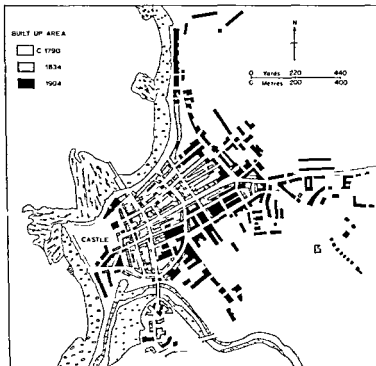 BUILT UP AREA
C 1790
1834
1904
N
0 Yards 220 440
0 Metres 200 400
CASTLE